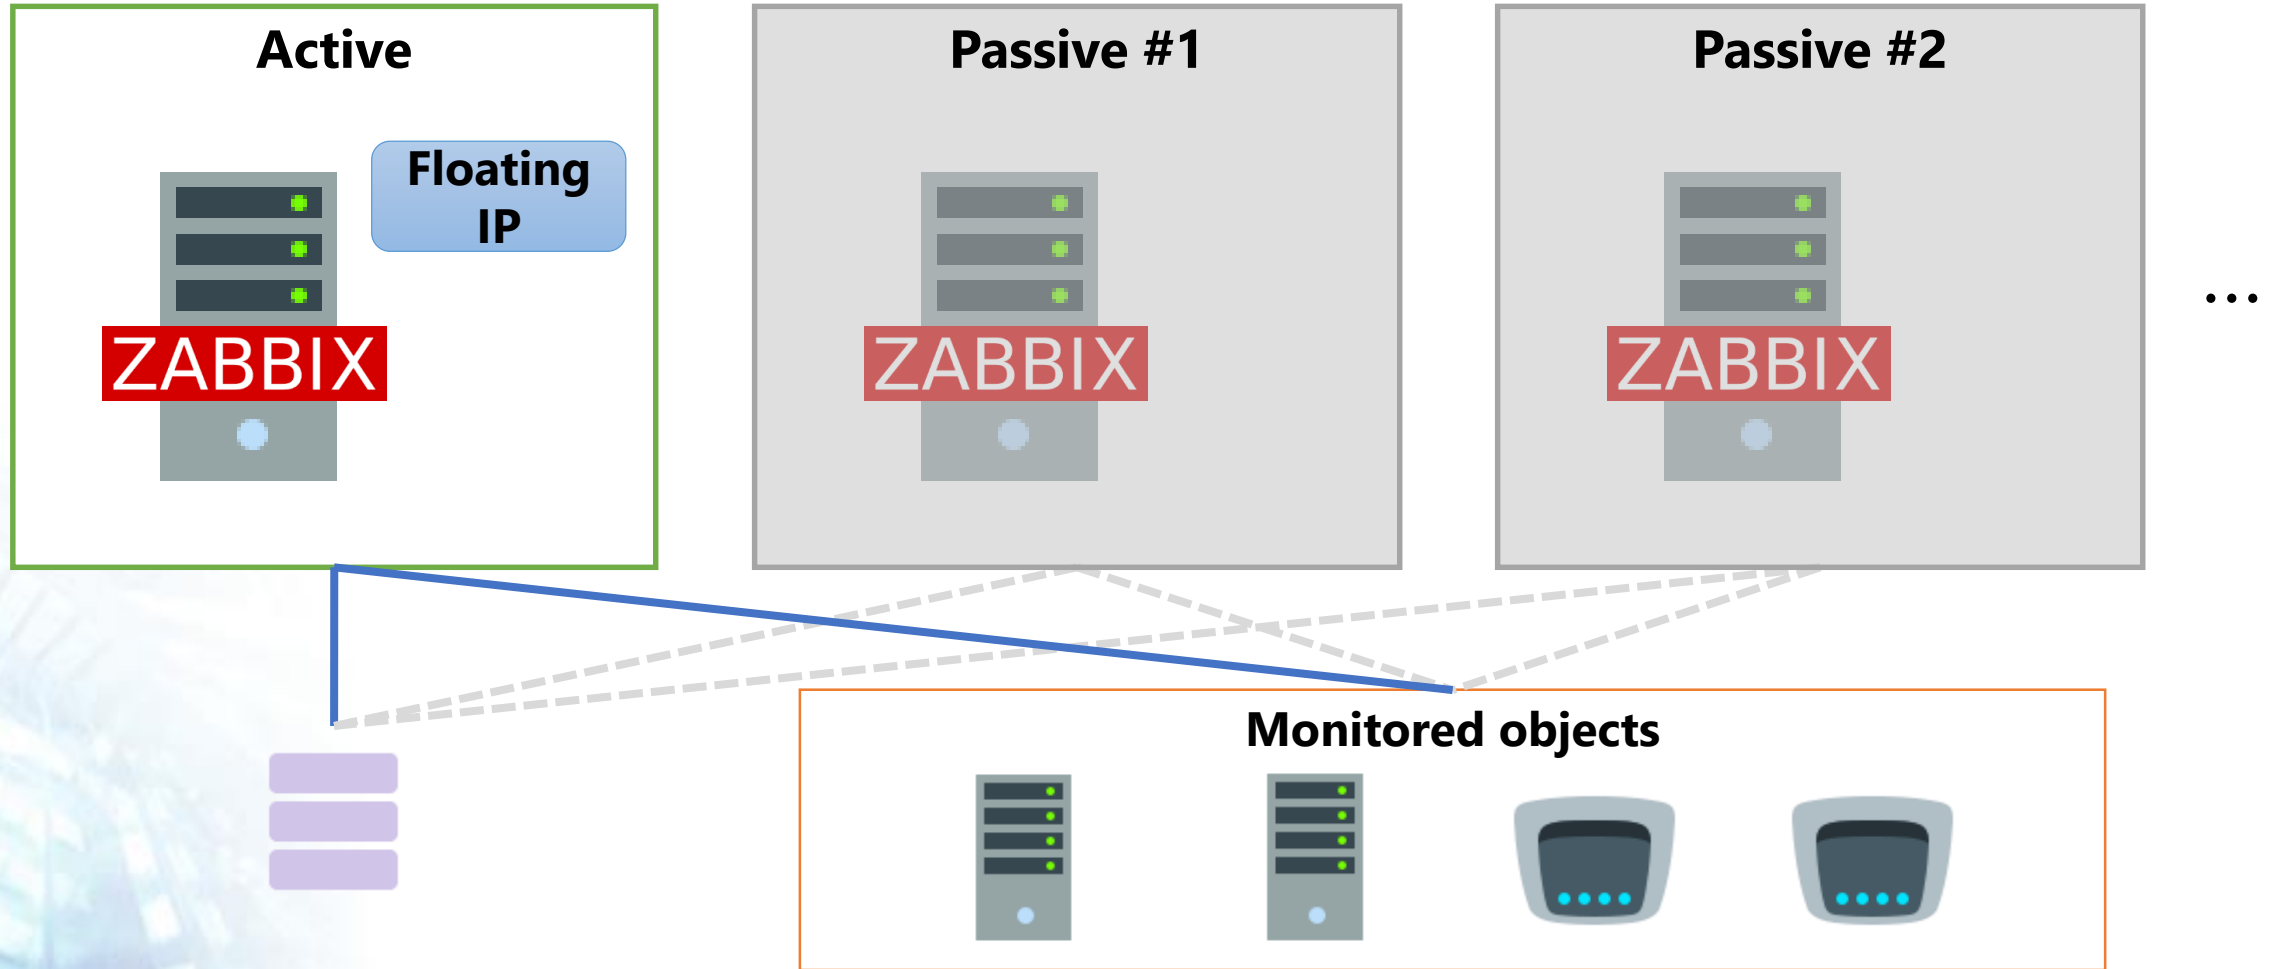 Active
Passive #1
Passive #2
Floating
IP
ZABBIX
ZABBIX
ZABBIX
...
Monitored objects